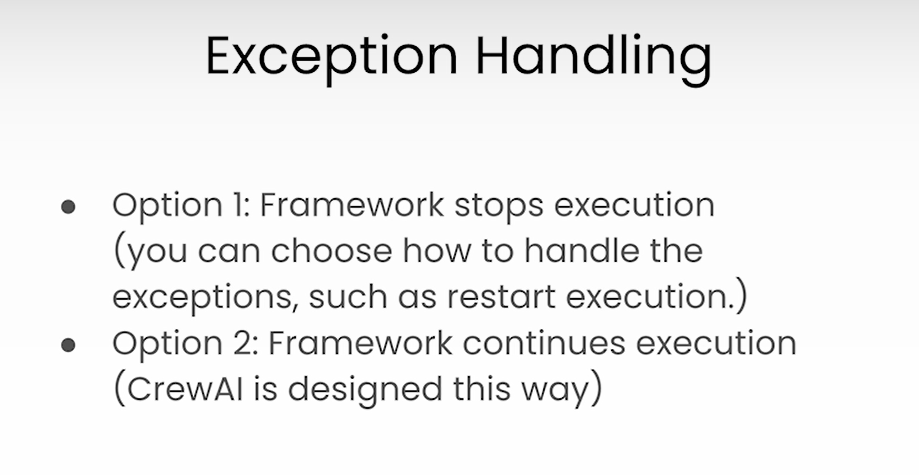 Exception Handling
● Option 1: Framework stops execution
(you can choose how to handle the
exceptions, such as restart execution.)
● Option 2: Framework continues execution
(CrewAI is designed this way)